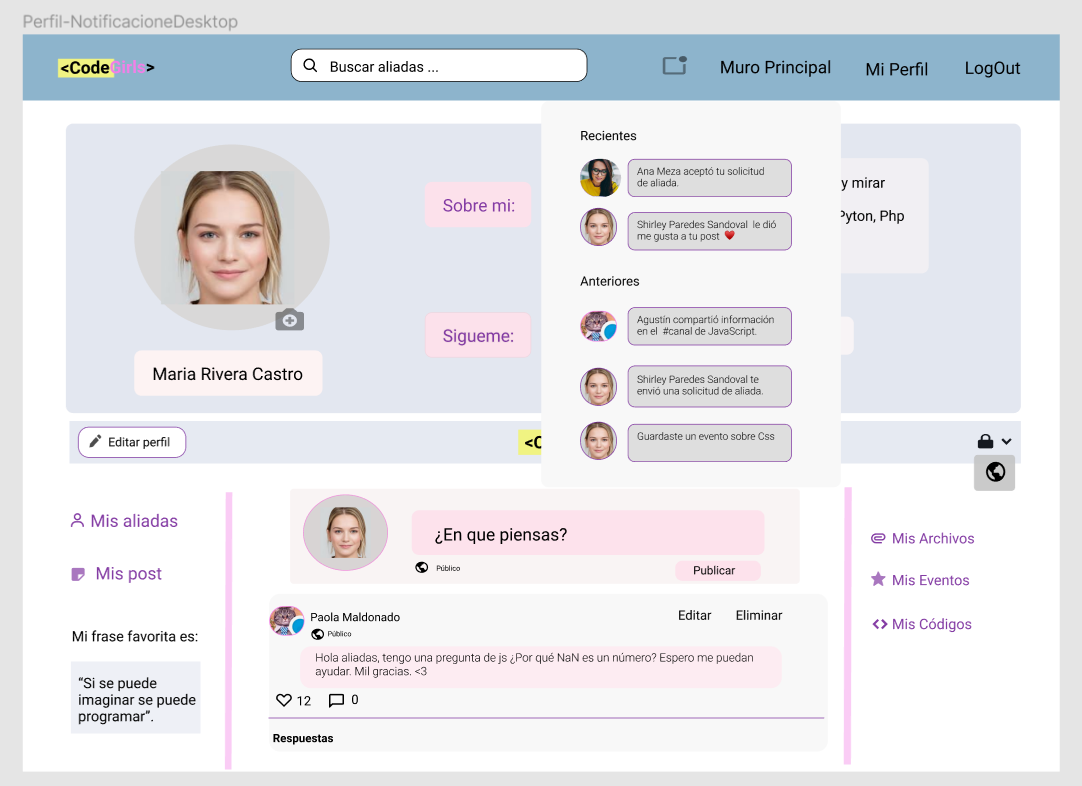 Perfil-NotificacioneDesktop
<CodeGirls>
Buscar aliadas ...
Muro Principal
Mi Perfil
LogOut
Recientes
Ana Meza aceptó tu solicitud
de aliada.
Shirley Paredes Sandoval le dió
me gusta a tu post ♥
Anteriores
Agustín compartió información
en el #canal de JavaScript.
Shirley Paredes Sandoval te
envió una solicitud de aliada.
Guardaste un evento sobre Css
Sobre mi:
y mirar
Pyton, Php
Sigueme:
Maria Rivera Castro
Editar perfil
<C
Mis aliadas
Mis post
Mi frase favorita es:
“Si se puede
imaginar se puede
programar”.
¿En que piensas?
Público
Publicar
Paola Maldonado
Público
Editar
Eliminar
Hola aliadas, tengo una pregunta de js ¿Por qué NaN es un número? Espero me puedan
ayudar. Mil gracias. <3
12
0
Respuestas
Mis Archivos
Mis Eventos
Mis Códigos